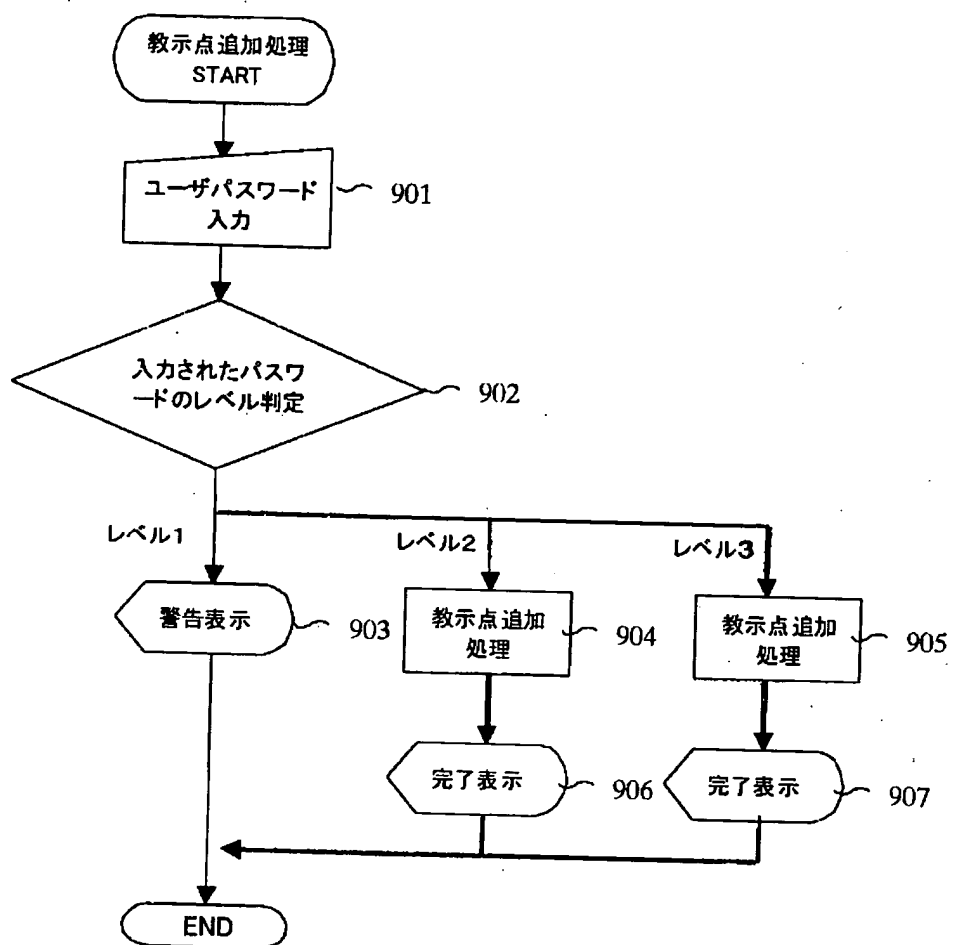 教示点追加処理
START
ユーザパスワード
入力
901
入力されたパスワ
ードのレベル判定
902
レベル1
レベル2
レベル3
警告表示
903
教示点追加
処理
904
教示点追加
処理
905
完了表示
906
完了表示
907
END